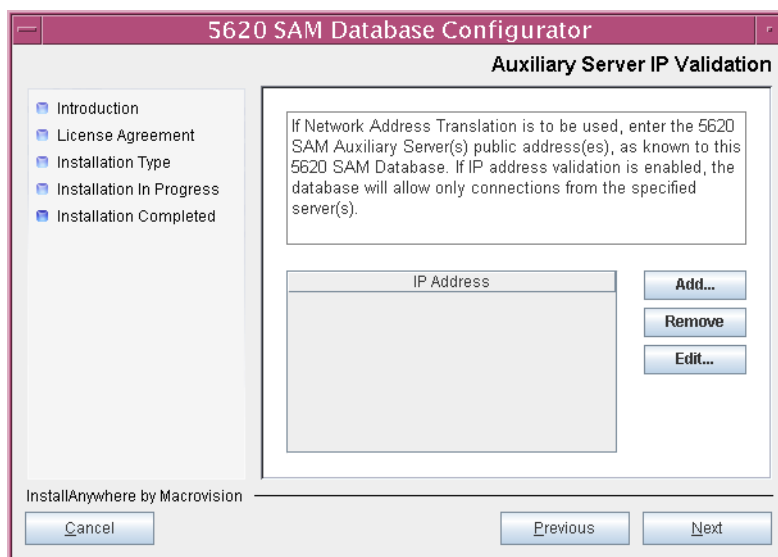 5620 SAM Database Configurator
Auxiliary Server IP Validation
Introduction
License Agreement
Installation Type
Installation In Progress
Installation Completed
If Network Address Translation is to be used, enter the 5620
SAM Auxiliary Server(s) public address(es), as known to this
5620 SAM Database. If IP address validation is enabled, the
database will allow only connections from the specified
server(s).
IP Address
Add...
Remove
Edit...
InstallAnywhere by Macrovision
Cancel
Previous
Next